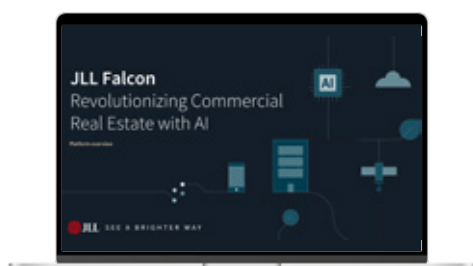 JLL Falcon
Revolutionizing Commercial
Real Estate with AI
Platform overview
AI
JLL SEE A BRIGHTER WAY